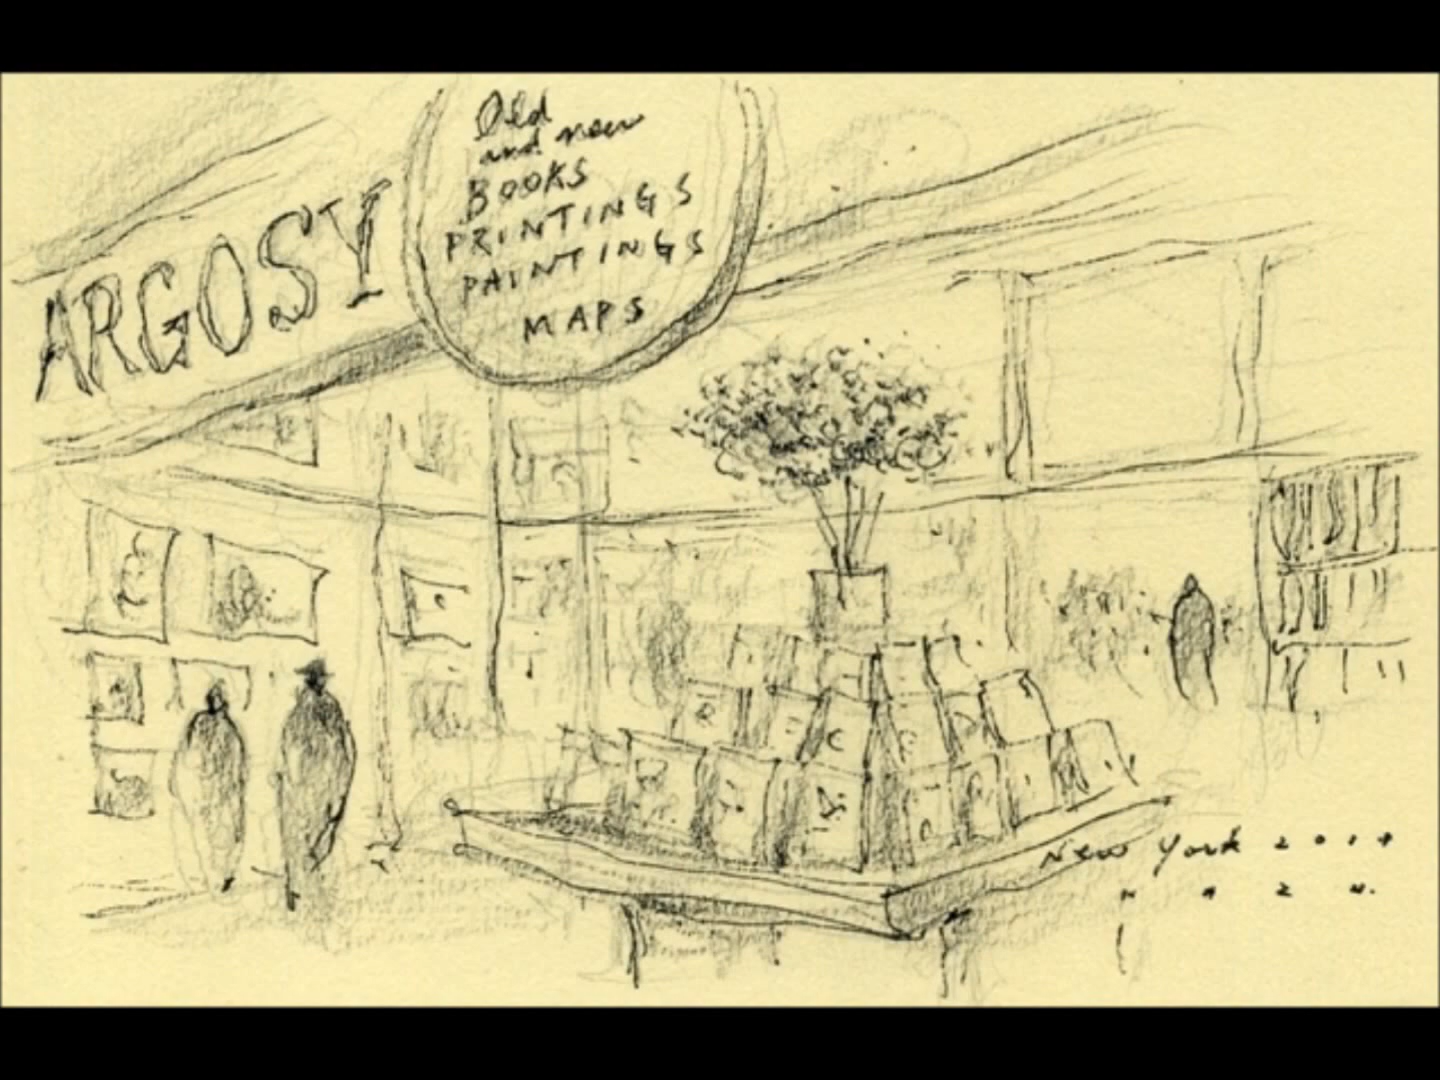 ARGOSY
Old
and new
BOOKS
PRINTINGS
PAINTINGS
MAPS
New York 2014